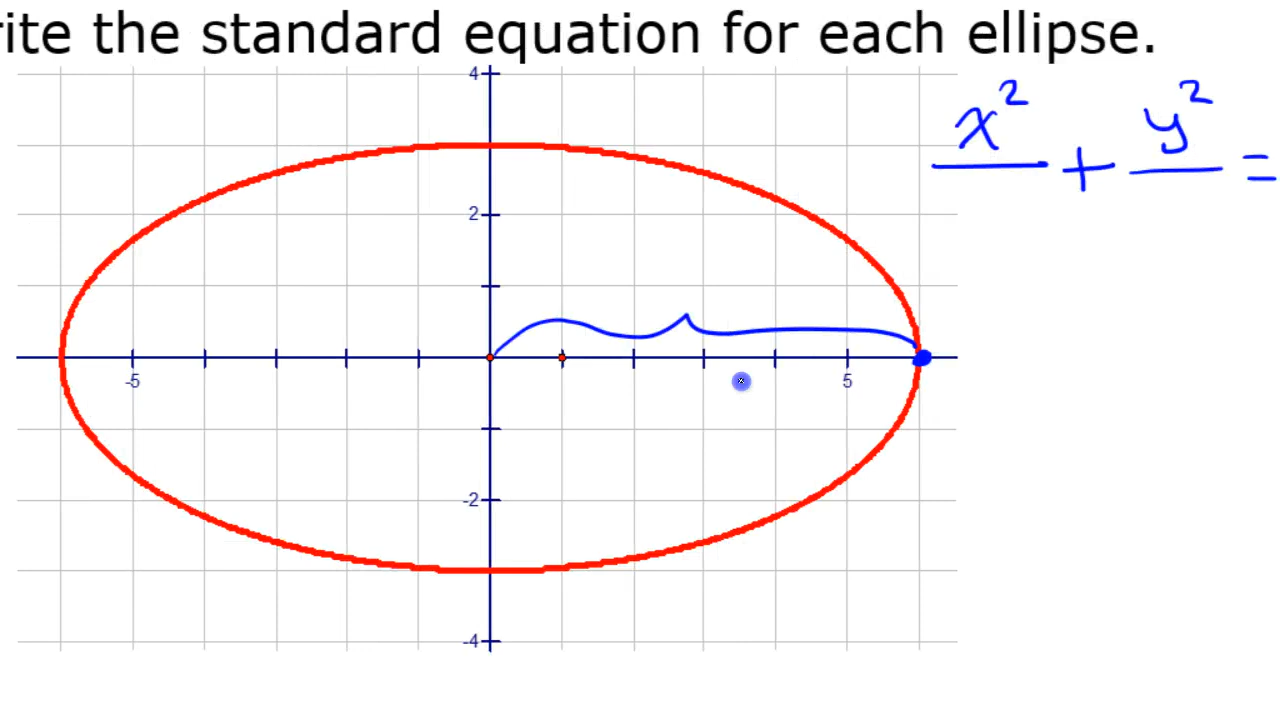 rite the standard equation for each ellipse.
x² + y² =
4
2
-5 5
-2
-4